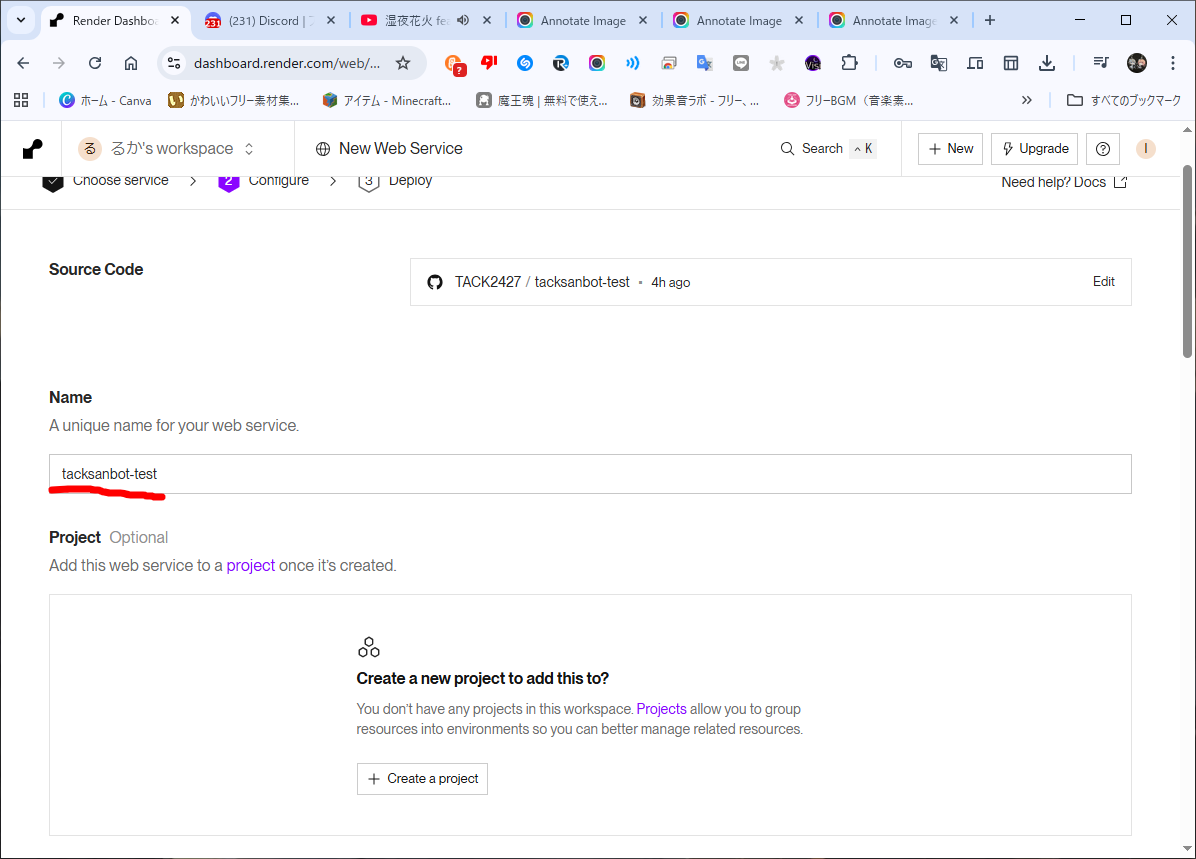 Render Dashboa
231
(231) Discord |
湿夜花火 fea
Annotate Image
Annotate Image
Annotate Image
dashboard.render.com/web/...
ホーム - Canva
かわいいフリー素材集...
アイテム - Minecraft...
魔王魂 | 無料で使え...
効果音ラボ - フリー、...
フリーBGM（音楽素...
すべてのブックマーク
る
るか's workspace
New Web Service
Search
K
New
Upgrade
I
Choose service
2
Configure
3
Deploy
Need help? Docs
Source Code
TACK2427 / tacksanbot-test • 4h ago
Edit
Name
A unique name for your web service.
tacksanbot-test
Project Optional
Add this web service to a project once it's created.
Create a new project to add this to?
You don't have any projects in this workspace. Projects allow you to group
resources into environments so you can better manage related resources.
+ Create a project